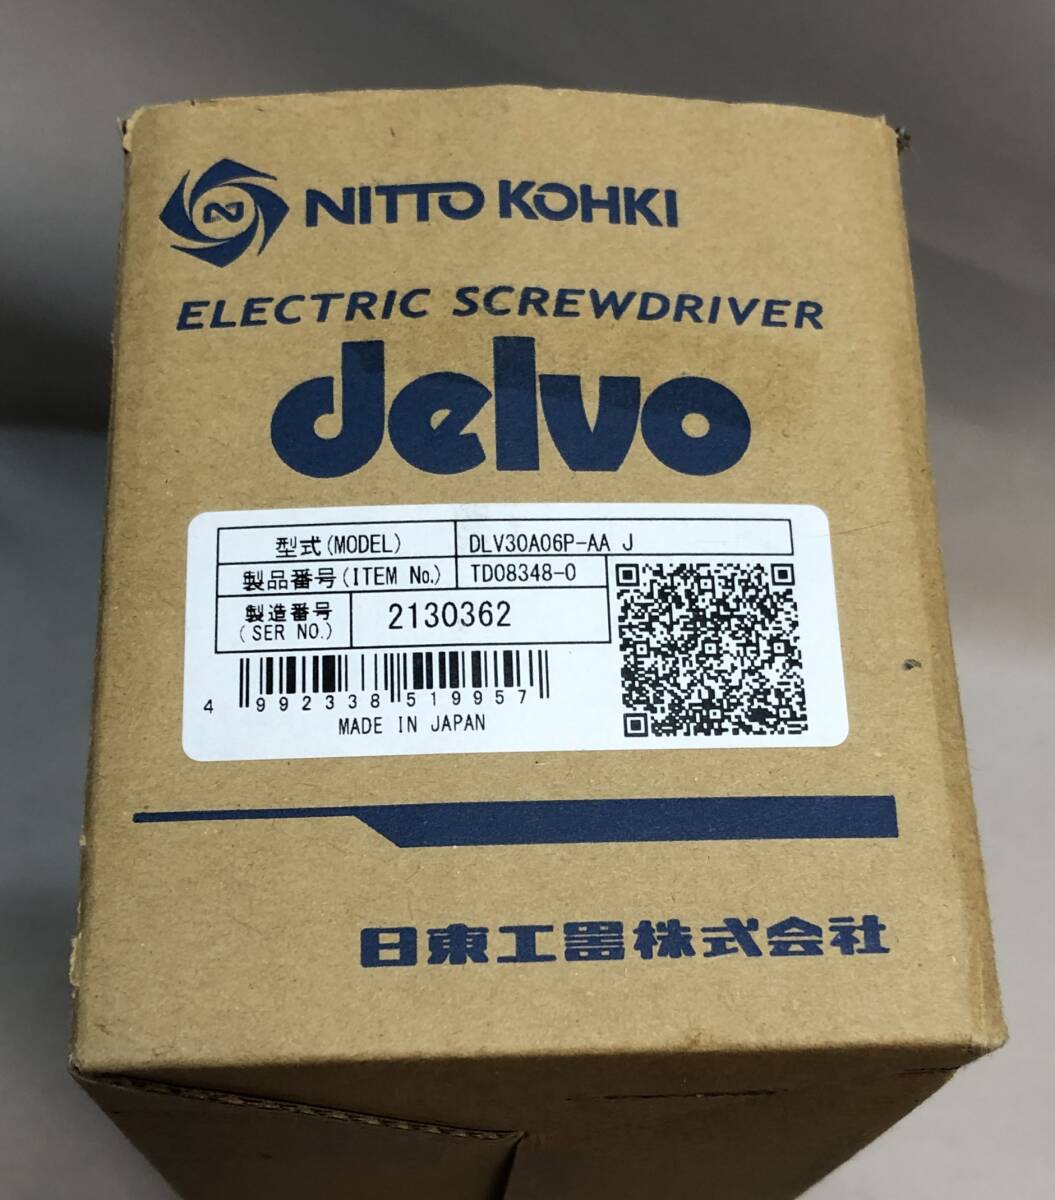 NITTO KOHKI
ELECTRIC SCREWDRIVER
delvo
型式(MODEL) DLV30A06P-AA J
製品番号(ITEM No.) TD08348-0
製造番号
(SER NO.) 2130362
4 992338 519957
MADE IN JAPAN
日東工器株式会社